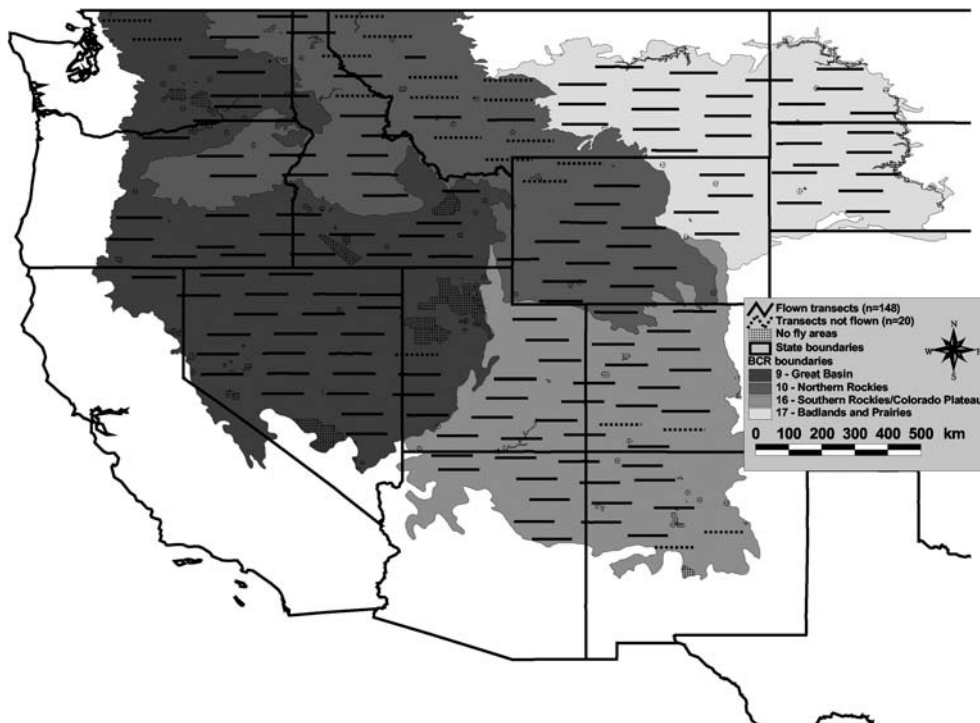 Flown transects (n=148)
Transects not flown (n=20)
No fly areas
State boundaries
BCR boundaries
9 - Great Basin
10 - Northern Rockies
16 - Southern Rockies/Colorado Plateau
17 - Badlands and Prairies
N
W E
S
0 100 200 300 400 500 km